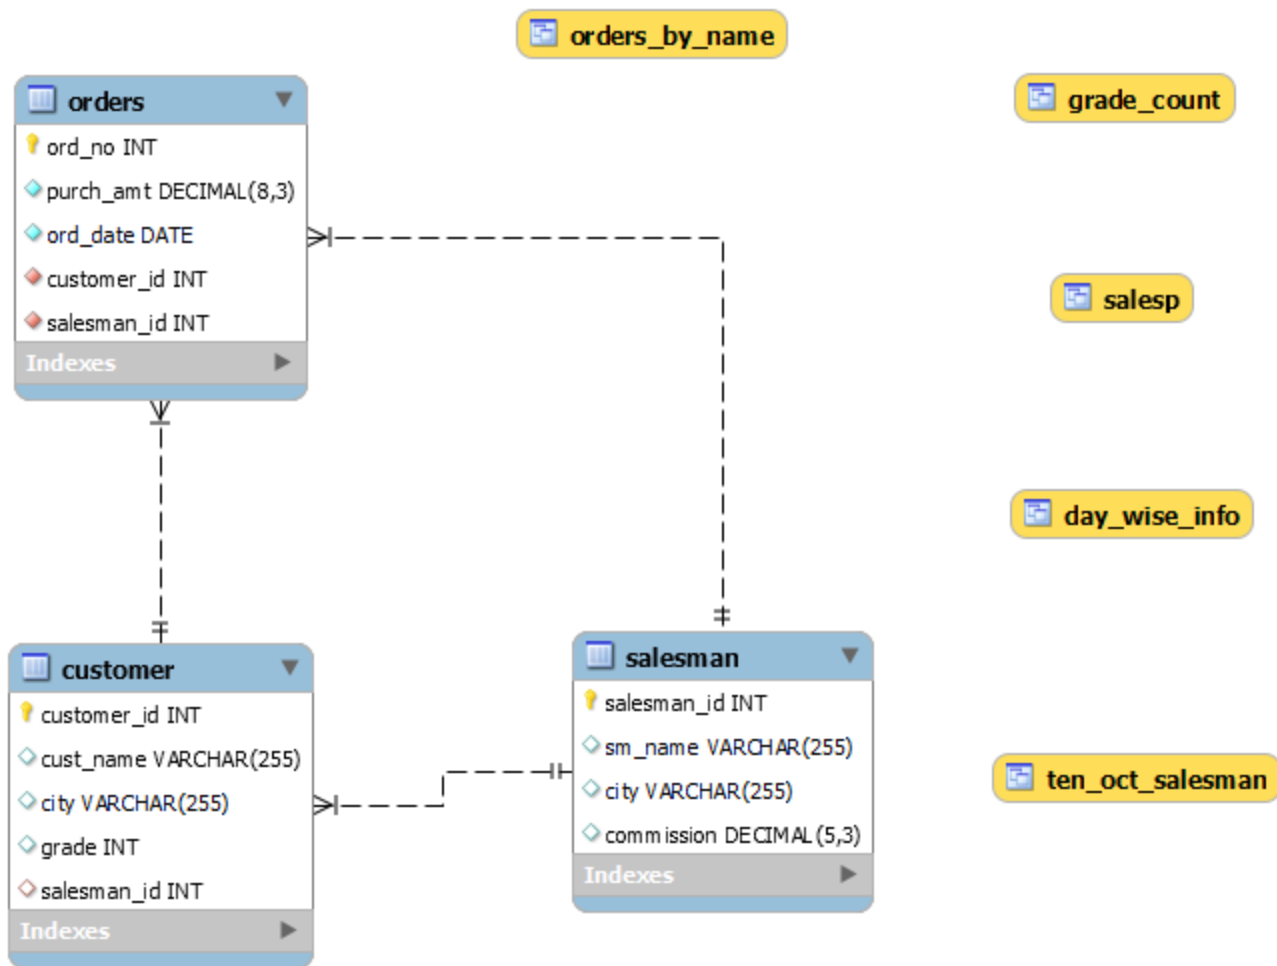 orders_by_name
orders
ord_no INT
purch_amt DECIMAL(8,3)
ord_date DATE
customer_id INT
salesman_id INT
Indexes
grade_count
salesp
day_wise_info
customer
customer_id INT
cust_name VARCHAR(255)
city VARCHAR(255)
grade INT
salesman_id INT
Indexes
salesman
salesman_id INT
sm_name VARCHAR(255)
city VARCHAR(255)
commission DECIMAL(5,3)
Indexes
ten_oct_salesman